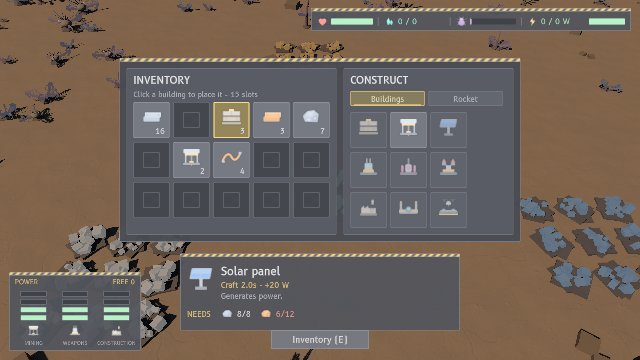 0 / 0
0 / 0 W
INVENTORY
Click a building to place it - 15 slots
16
3
3
7
2
4
CONSTRUCT
Buildings
Rocket
POWER
FREE 0
MINING
WEAPONS
CONSTRUCTION
Solar panel
Craft 2.0s - +20 W
Generates power.
NEEDS
8/8
6/12
Inventory [E]